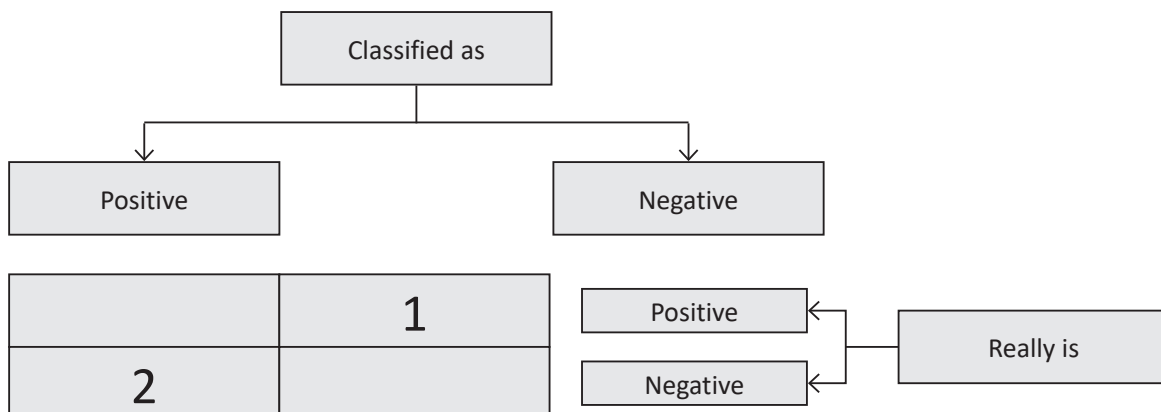 Classified as
Positive
Negative
1
Positive
Really is
2
Negative